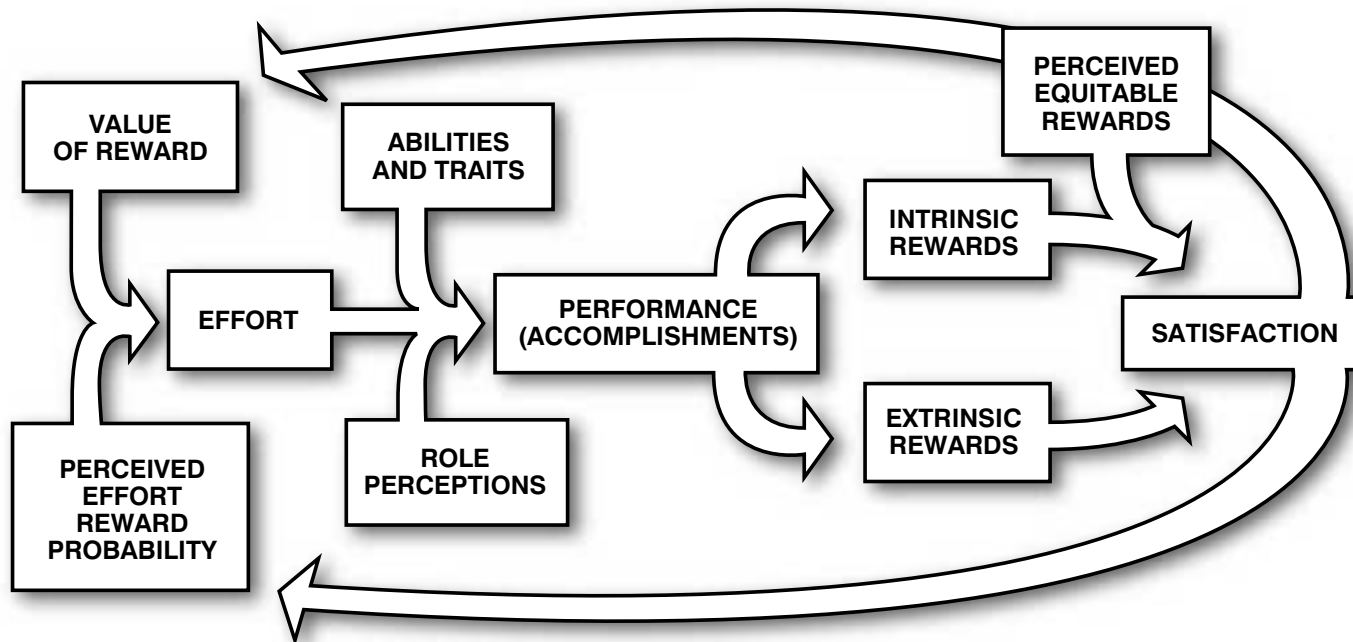 VALUE
OF REWARD
PERCEIVED
EFFORT
REWARD
PROBABILITY
EFFORT
ABILITIES
AND TRAITS
ROLE
PERCEPTIONS
PERFORMANCE
(ACCOMPLISHMENTS)
INTRINSIC
REWARDS
EXTRINSIC
REWARDS
PERCEIVED
EQUITABLE
REWARDS
SATISFACTION